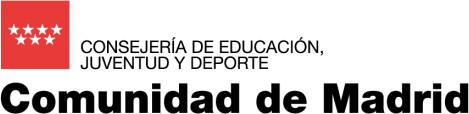 CONSEJERÍA DE EDUCACIÓN,
JUVENTUD Y DEPORTE
Comunidad de Madrid